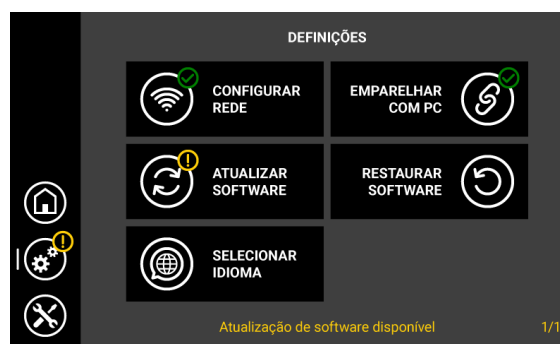 DEFINIÇÕES
CONFIGURAR
REDE
EMPARELHAR
COM PC
ATUALIZAR
SOFTWARE
RESTAURAR
SOFTWARE
SELECIONAR
IDIOMA
Atualização de software disponível
1/1